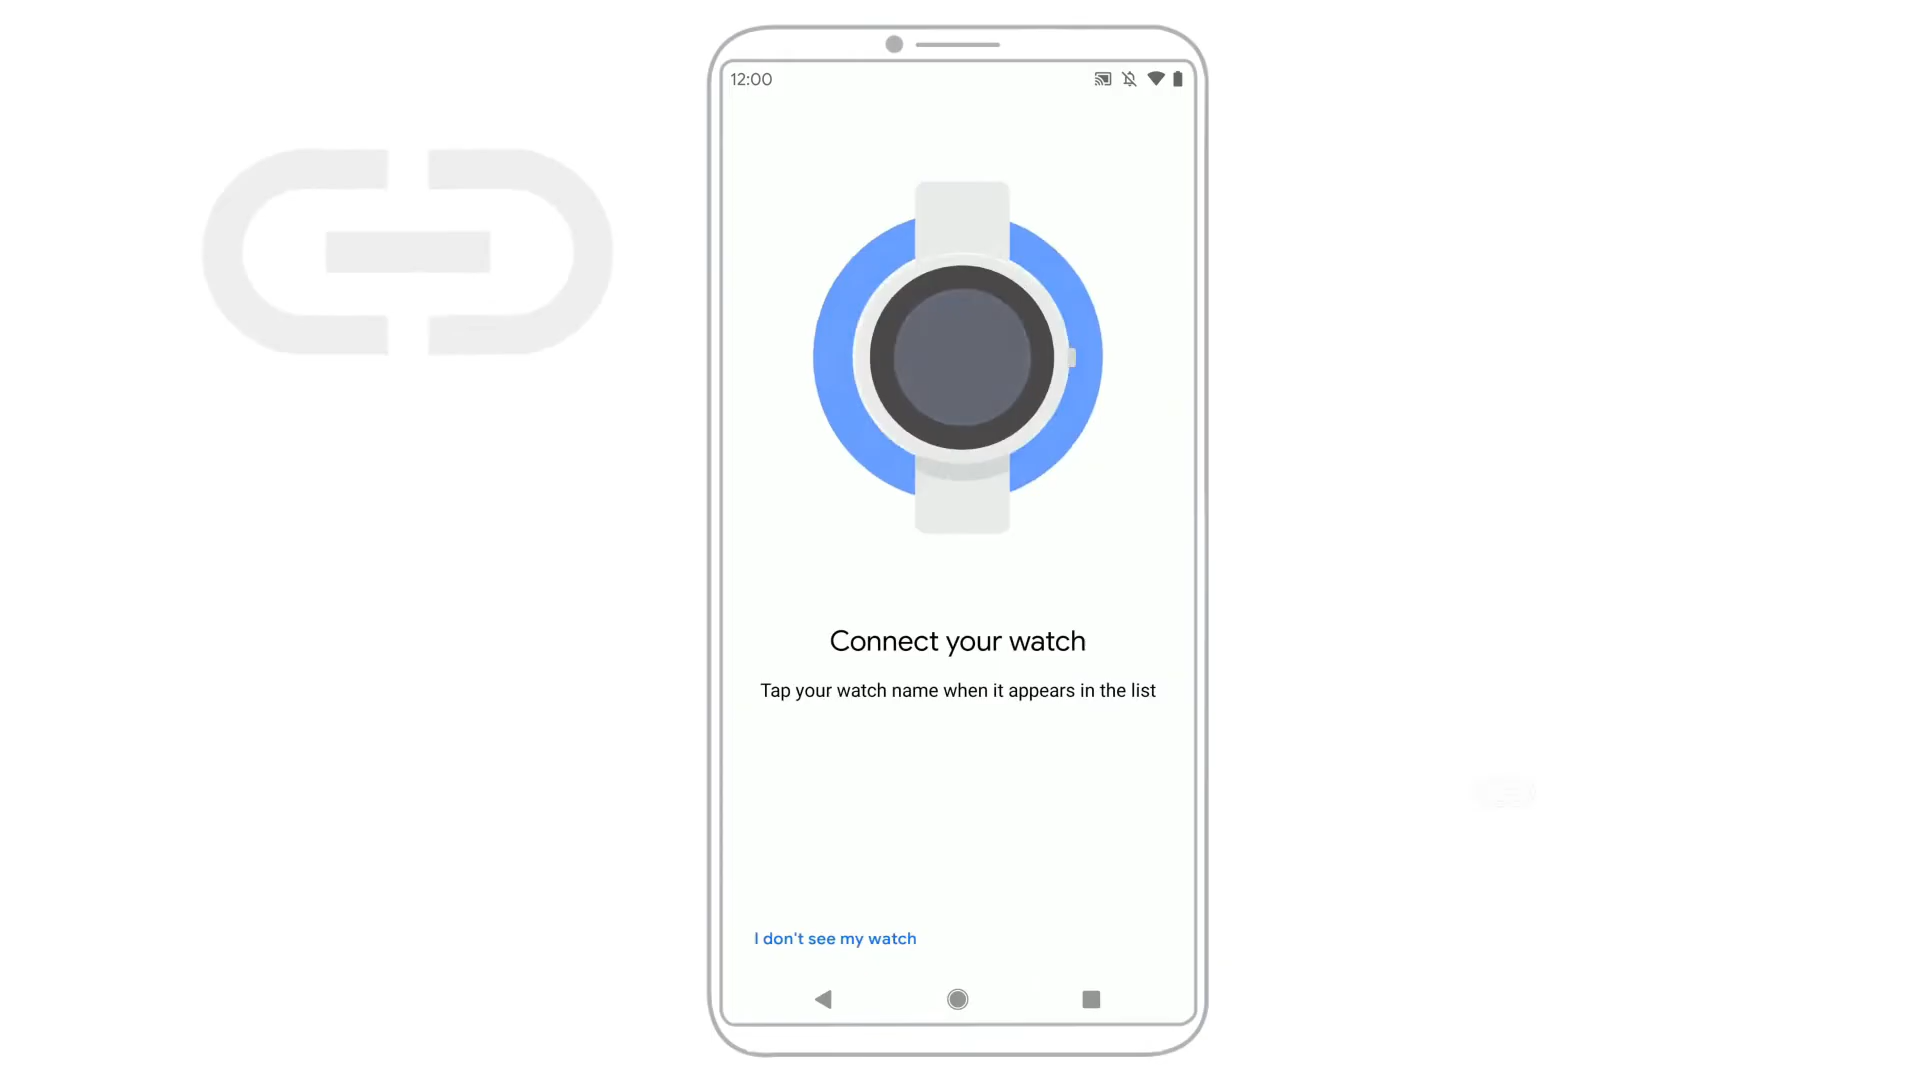 12:00
Connect your watch
Tap your watch name when it appears in the list
I don't see my watch